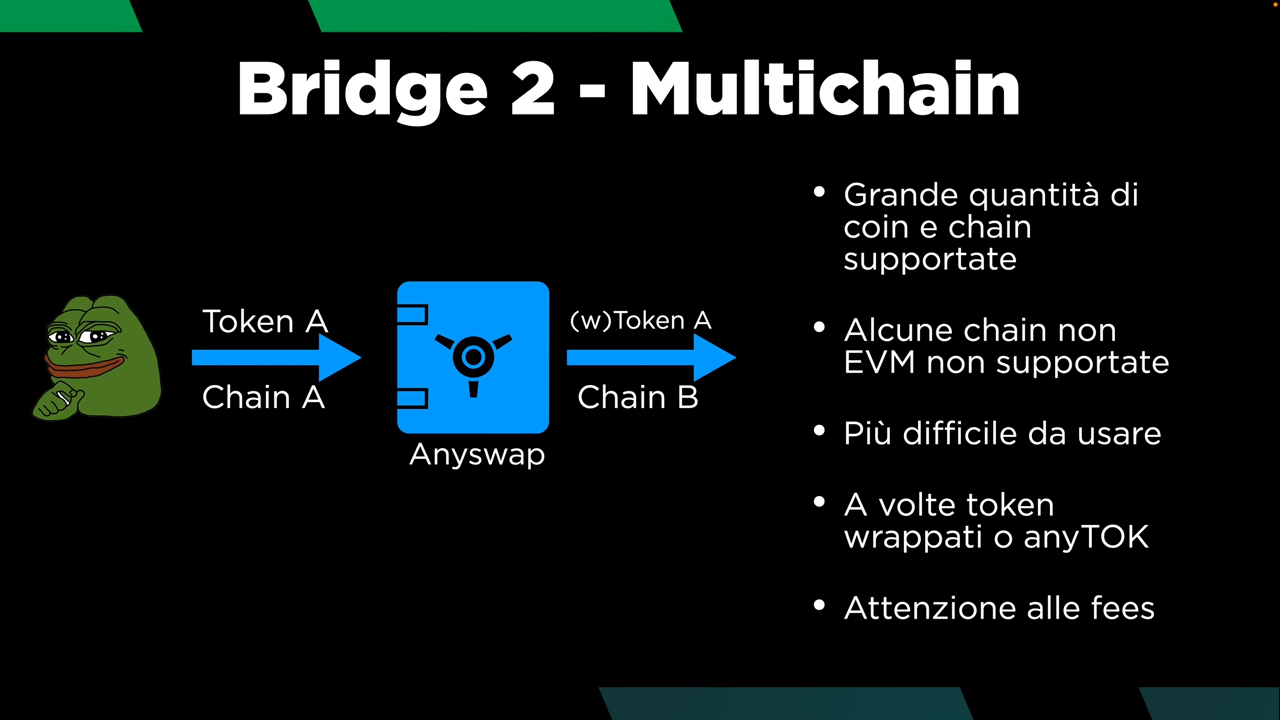 Bridge 2 - Multichain
Token A
Chain A
Anyswap
(w)Token A
Chain B
• Grande quantità di
coin e chain
supportate
• Alcune chain non
EVM non supportate
• Più difficile da usare
• A volte token
wrappati o anyTOK
• Attenzione alle fees